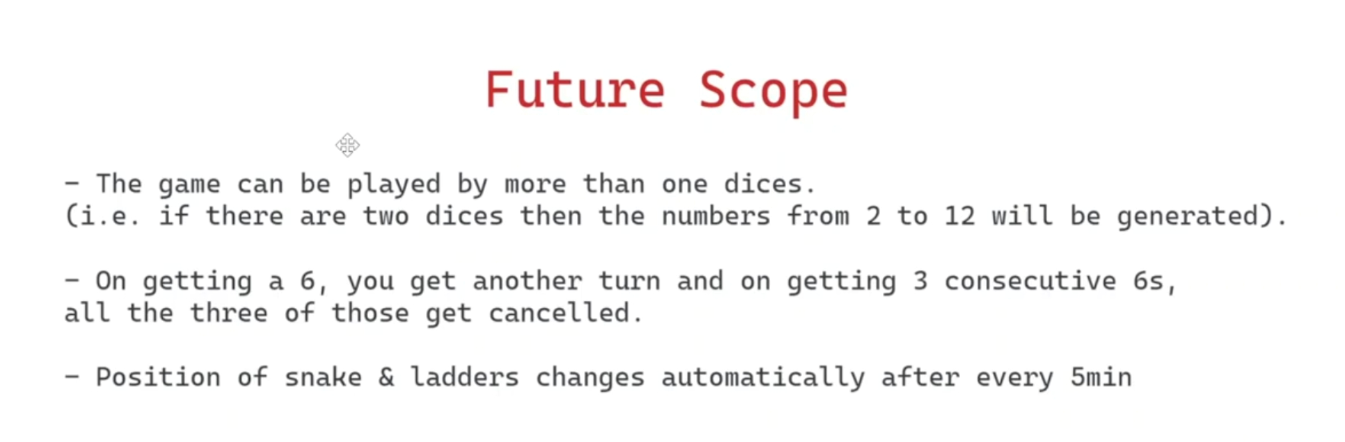 Future Scope
- The game can be played by more than one dices.
(i.e. if there are two dices then the numbers from 2 to 12 will be generated).
- On getting a 6, you get another turn and on getting 3 consecutive 6s,
all the three of those get cancelled.
- Position of snake & ladders changes automatically after every 5min